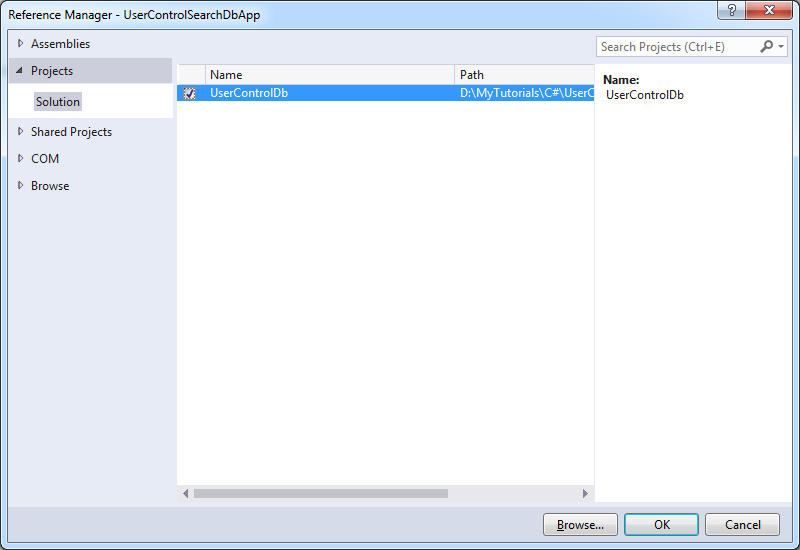 Reference Manager - UserControlSearchDbApp
?
Assemblies
Search Projects (Ctrl+E)
Projects
Name
Path
Name:
UserControlDb
D:\MyTutorials\C#\UserC
UserControlDb
Solution
Shared Projects
COM
Browse
Browse...
OK
Cancel